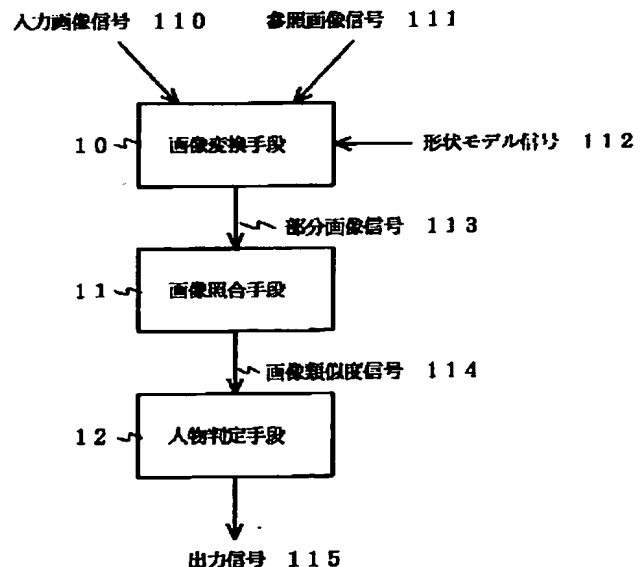 入力画像信号 110 参照画像信号 111
10 画像変換手段 形状モデル信号 112
部分画像信号 113
11 画像照合手段
画像類似度信号 114
12 人物判定手段
出力信号 115